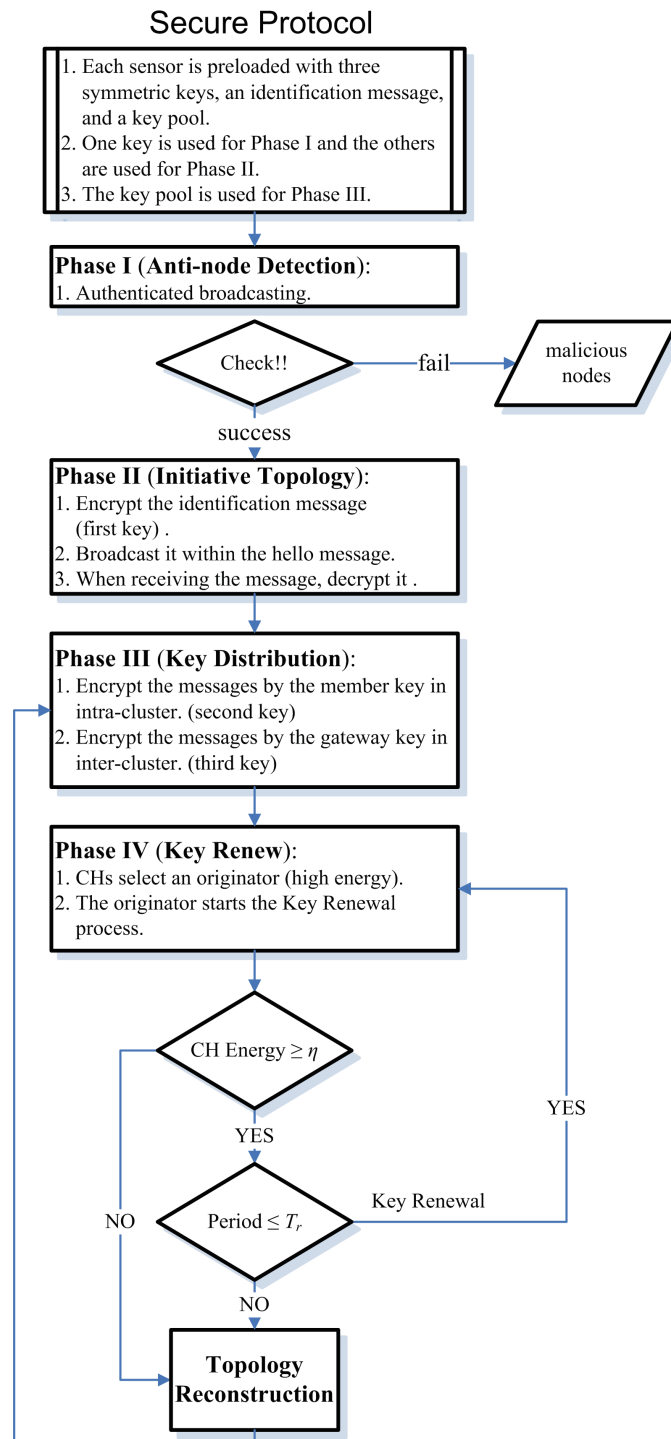 Secure Protocol
1. Each sensor is preloaded with three
symmetric keys, an identification message,
and a key pool.
2. One key is used for Phase I and the others
are used for Phase II.
3. The key pool is used for Phase III.
Phase I (Anti-node Detection):
1. Authenticated broadcasting.
Check!!
fail
malicious
nodes
success
Phase II (Initiative Topology):
1. Encrypt the identification message
(first key) .
2. Broadcast it within the hello message.
3. When receiving the message, decrypt it .
Phase III (Key Distribution):
1. Encrypt the messages by the member key in
intra-cluster. (second key)
2. Encrypt the messages by the gateway key in
inter-cluster. (third key)
Phase IV (Key Renew):
1. CHs select an originator (high energy).
2. The originator starts the Key Renewal
process.
CH Energy ≥ η
YES
YES
Key Renewal
NO
Period ≤ Tr
NO
Topology
Reconstruction